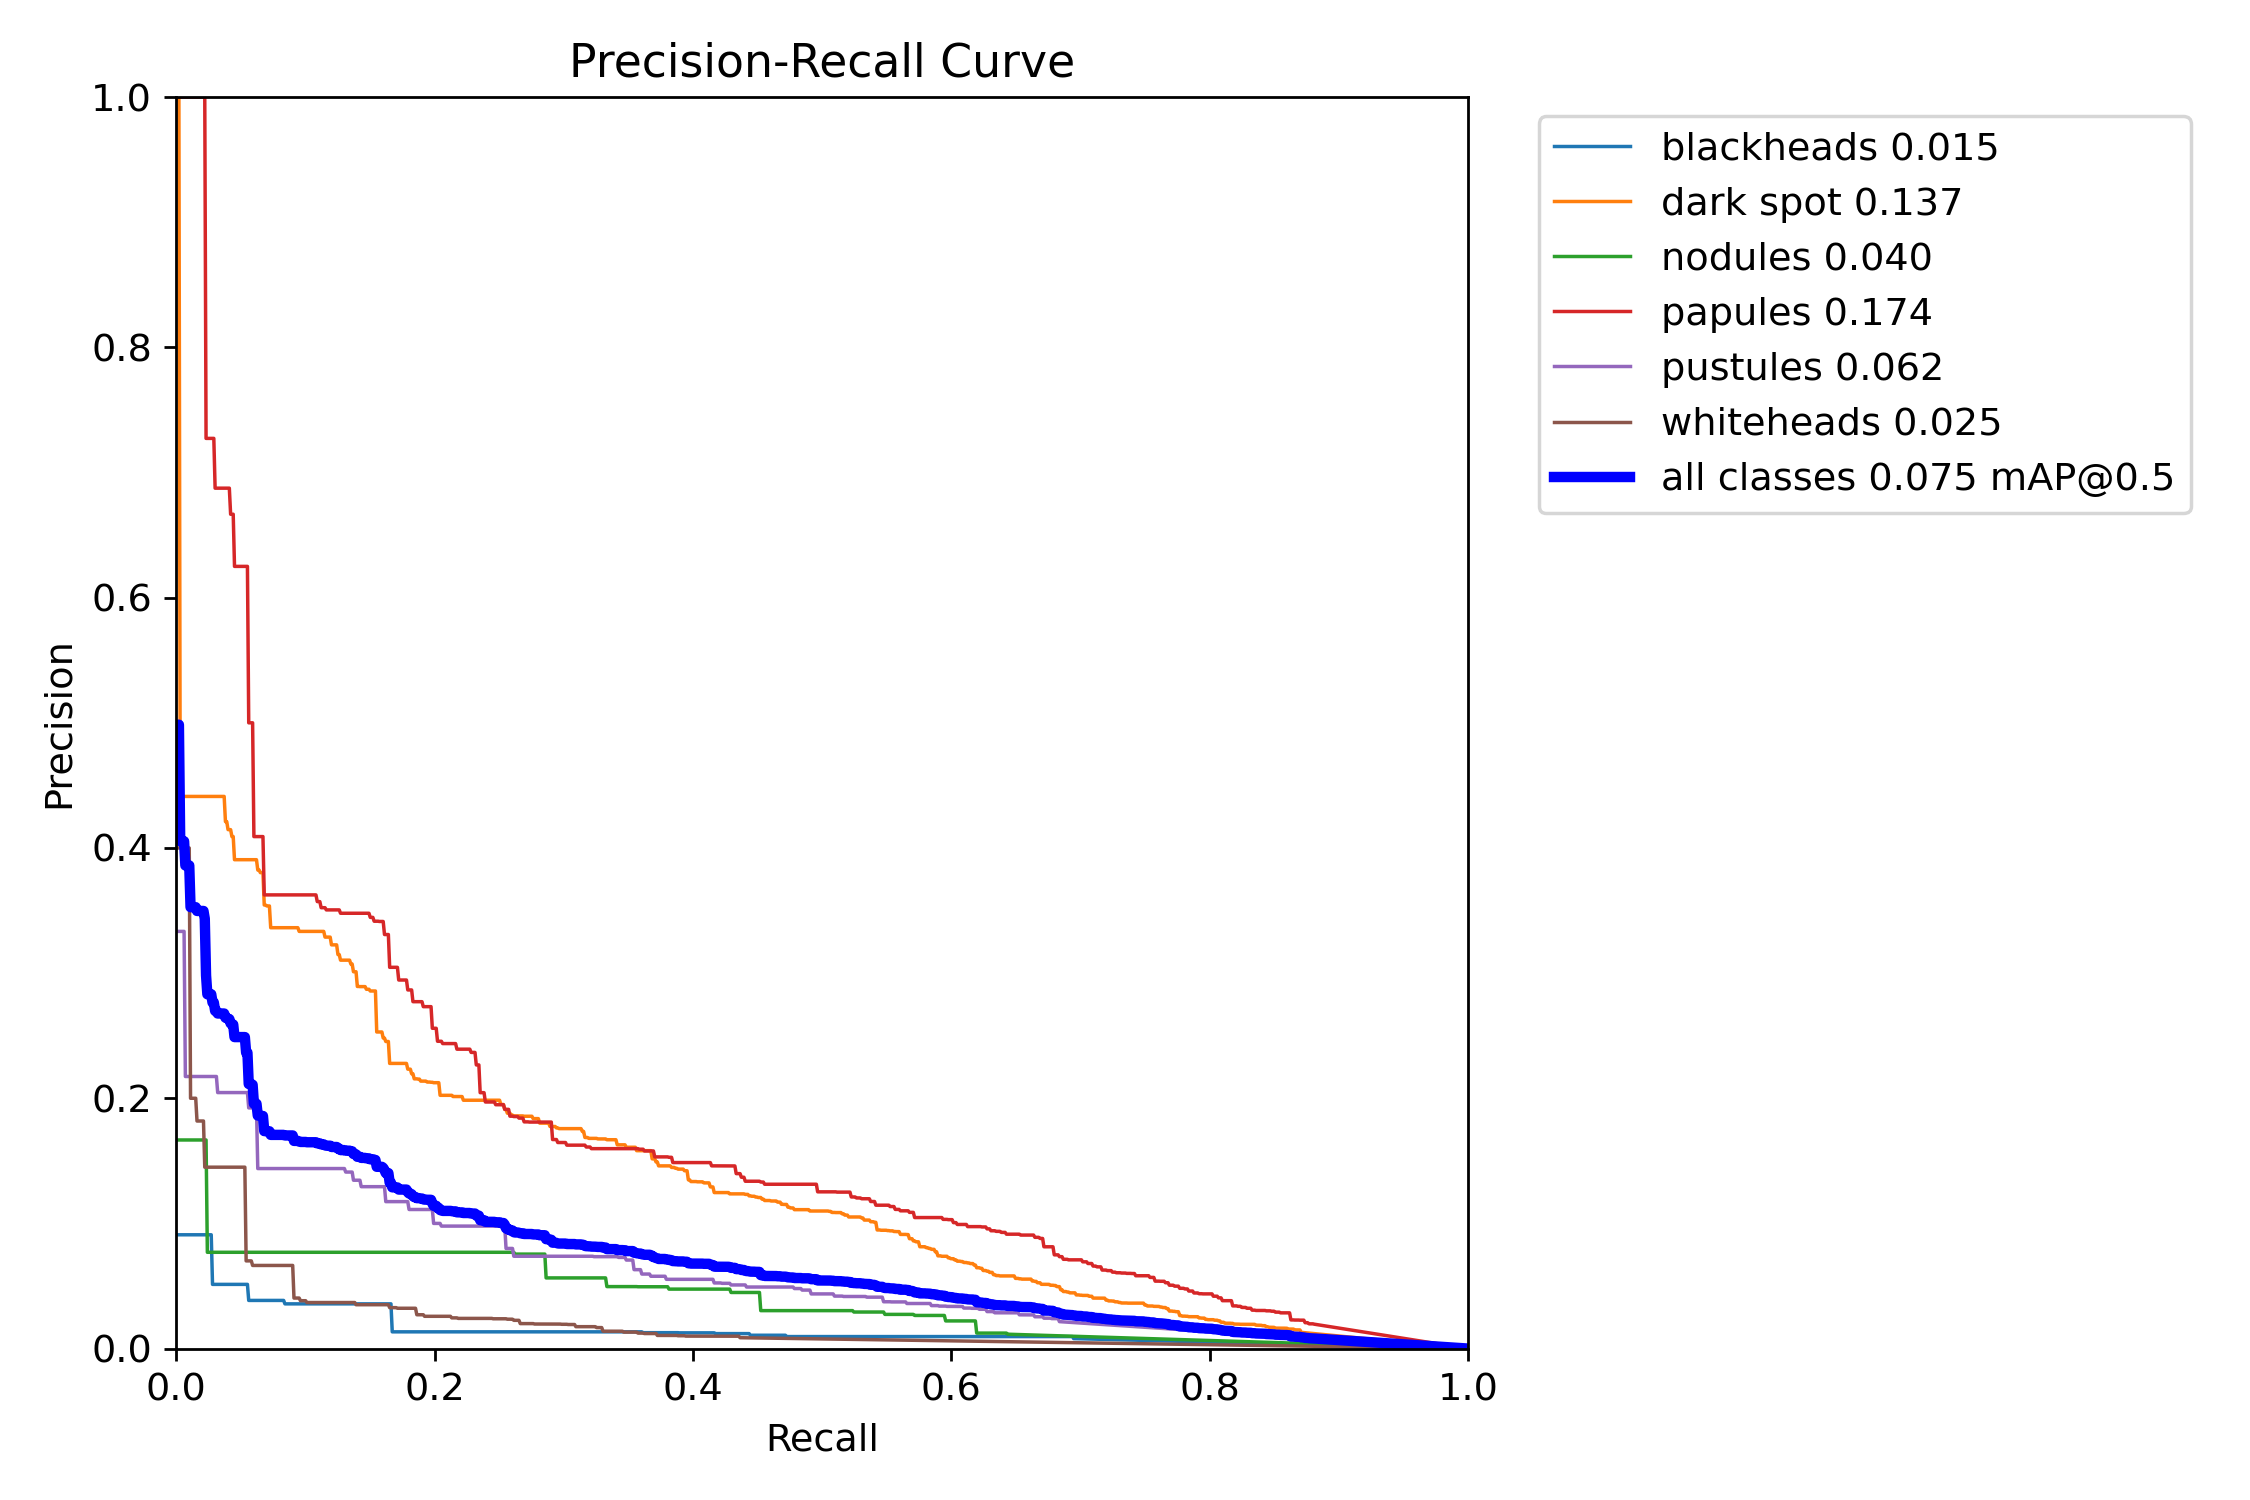 Precision-Recall Curve
1.0
0.8
0.6
0.4
0.2
0.0
Precision
0.0 0.2 0.4 0.6 0.8 1.0
Recall
blackheads 0.015
dark spot 0.137
nodules 0.040
papules 0.174
pustules 0.062
whiteheads 0.025
all classes 0.075 mAP@0.5